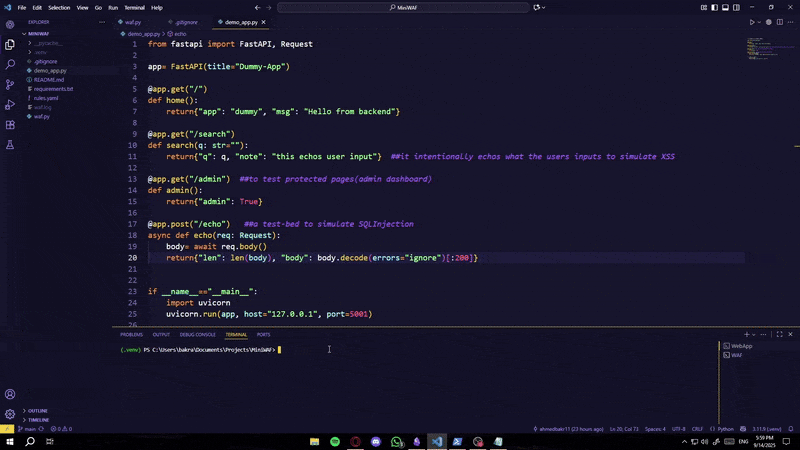 File Edit Selection View Go Run Terminal Help
MiniWAF
EXPLORER
waf.py
.gitignore
demo_app.py
MINIWAF
__pycache__
.venv
.gitignore
demo_app.py
README.md
requirements.txt
rules.yaml
waf.log
waf.py
demo_app.py > echo
1 from fastapi import FastAPI, Request
2
3 app= FastAPI(title="Dummy-App")
4
5 @app.get("/")
6 def home():
7 return{"app": "dummy", "msg": "Hello from backend"}
8
9 @app.get("/search")
10 def search(q: str=""):
11 return{"q": q, "note": "this echos user input"} ##it intentionally echos what the users inputs to simulate XSS
12
13 @app.get("/admin") ##to test protected pages(admin dashboard)
14 def admin():
15 return{"admin": True}
16
17 @app.post("/echo") ##a test-bed to simulate SQLInjection
18 async def echo(req: Request):
19 body= await req.body()
20 return{"len": len(body), "body": body.decode(errors="ignore")[:200]}
21
22
23 if __name__=="__main__":
24 import uvicorn
25 uvicorn.run(app, host="127.0.0.1", port=5001)
26
PROBLEMS OUTPUT DEBUG CONSOLE TERMINAL PORTS
(.venv) PS C:\Users\bakra\Documents\Projects\MiniWAF>
WebApp
WAF
OUTLINE
TIMELINE
main
0 0
ahmedbakr11 (23 hours ago) Ln 20, Col 73 Spaces: 4 UTF-8 CRLF Python 3.11.9 (.venv)
ENG
5:59 PM
9/14/2025